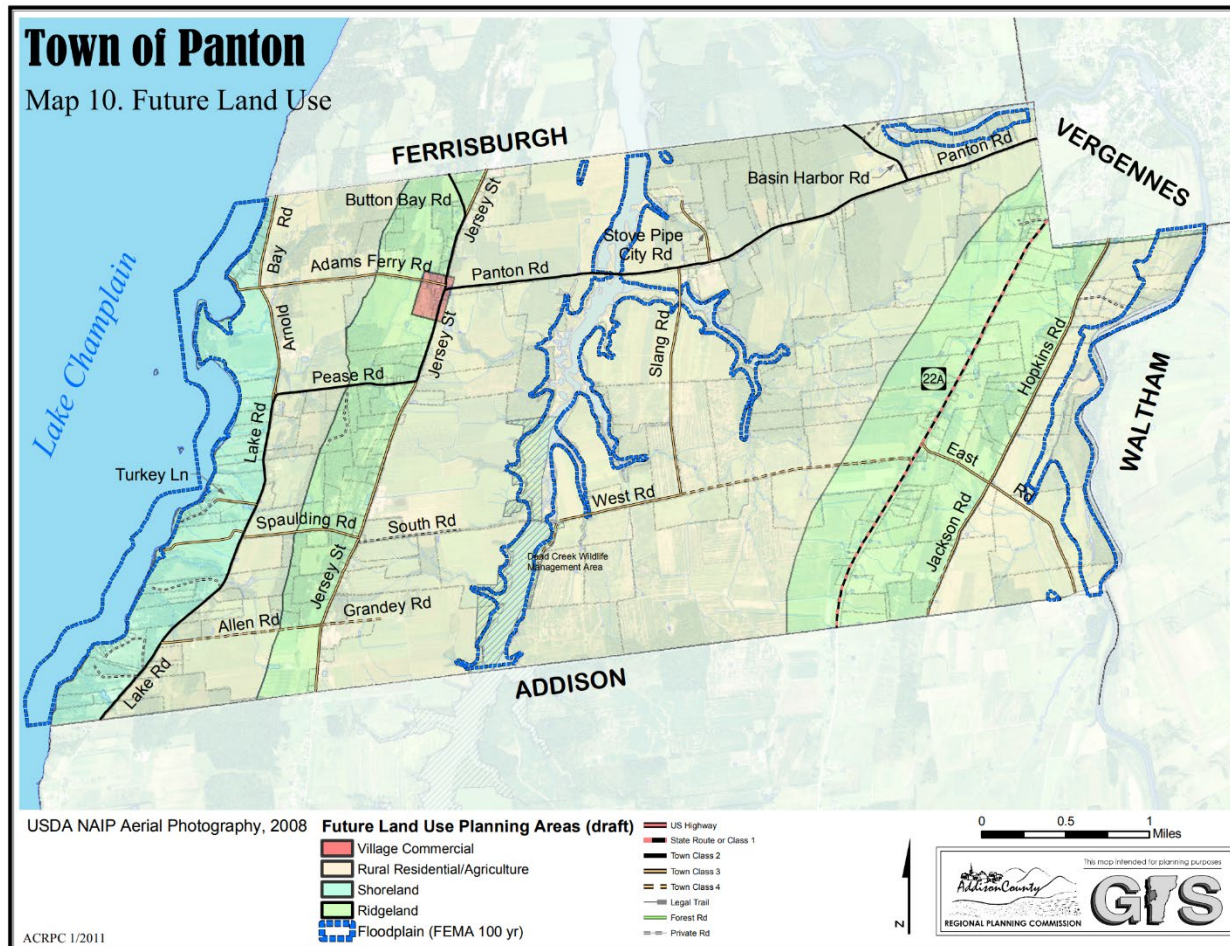 Town of Panton
Map 10. Future Land Use
FERRISBURGH
VERGENNES
WALTHAM
ADDISON
Lake Champlain
Button Bay Rd
Jersey St
Basin Harbor Rd
Panton Rd
Bay Rd
Adams Ferry Rd
Panton Rd
Stove Pipe
City Rd
Arnold
Jersey St
Slang Rd
Pease Rd
22A
Hopkins Rd
Lake Rd
Turkey Ln
East Rd
West Rd
Spaulding Rd
South Rd
Jackson Rd
Dead Creek Wildlife
Management Area
Jersey St
Grandey Rd
Allen Rd
Lake Rd
USDA NAIP Aerial Photography, 2008
Future Land Use Planning Areas (draft)
Village Commercial
Rural Residential/Agriculture
Shoreland
Ridgeland
Floodplain (FEMA 100 yr)
US Highway
State Route or Class 1
Town Class 2
Town Class 3
Town Class 4
Legal Trail
Forest Rd
Private Rd
N
0 0.5 1
Miles
This map intended for planning purposes
Addison County
REGIONAL PLANNING COMMISSION
GIS
ACRPC 1/2011